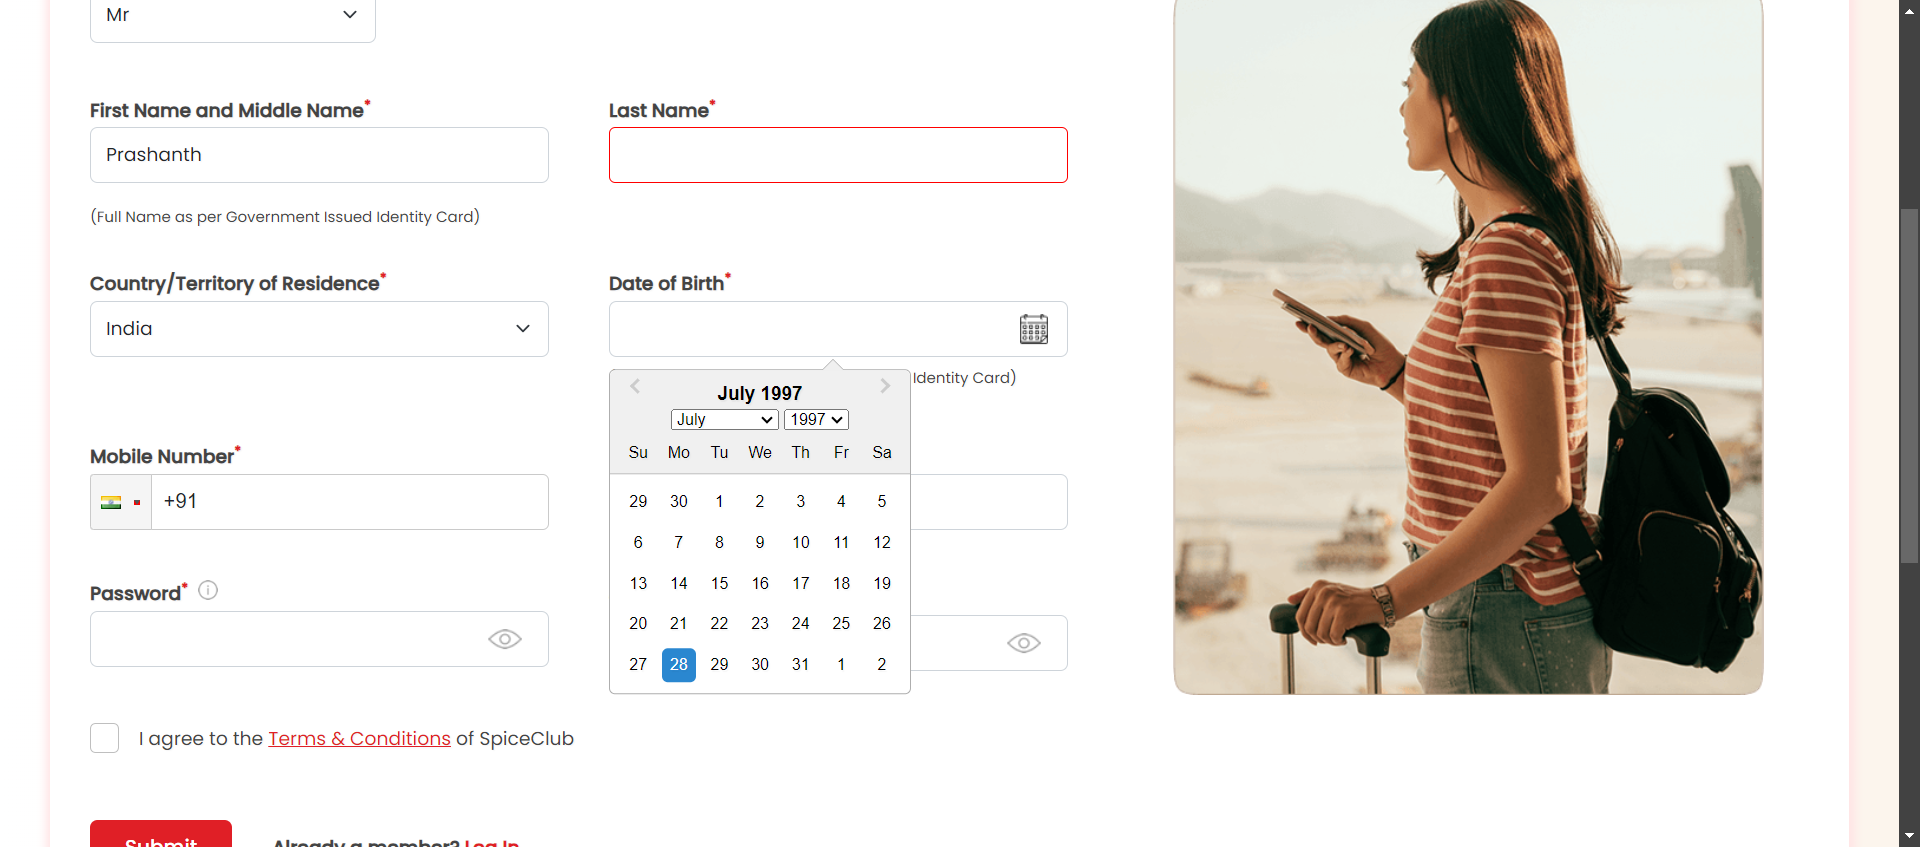 Mr
First Name and Middle Name* Last Name*
Prashanth
(Full Name as per Government Issued Identity Card)
Country/Territory of Residence* Date of Birth*
India
Identity Card)
July 1997
July 1997
Su Mo Tu We Th Fr Sa
29 30 1 2 3 4 5
6 7 8 9 10 11 12
13 14 15 16 17 18 19
20 21 22 23 24 25 26
27 28 29 30 31 1 2
Mobile Number*
+91
Password*
I agree to the Terms & Conditions of SpiceClub
Submit Already a member? Log In